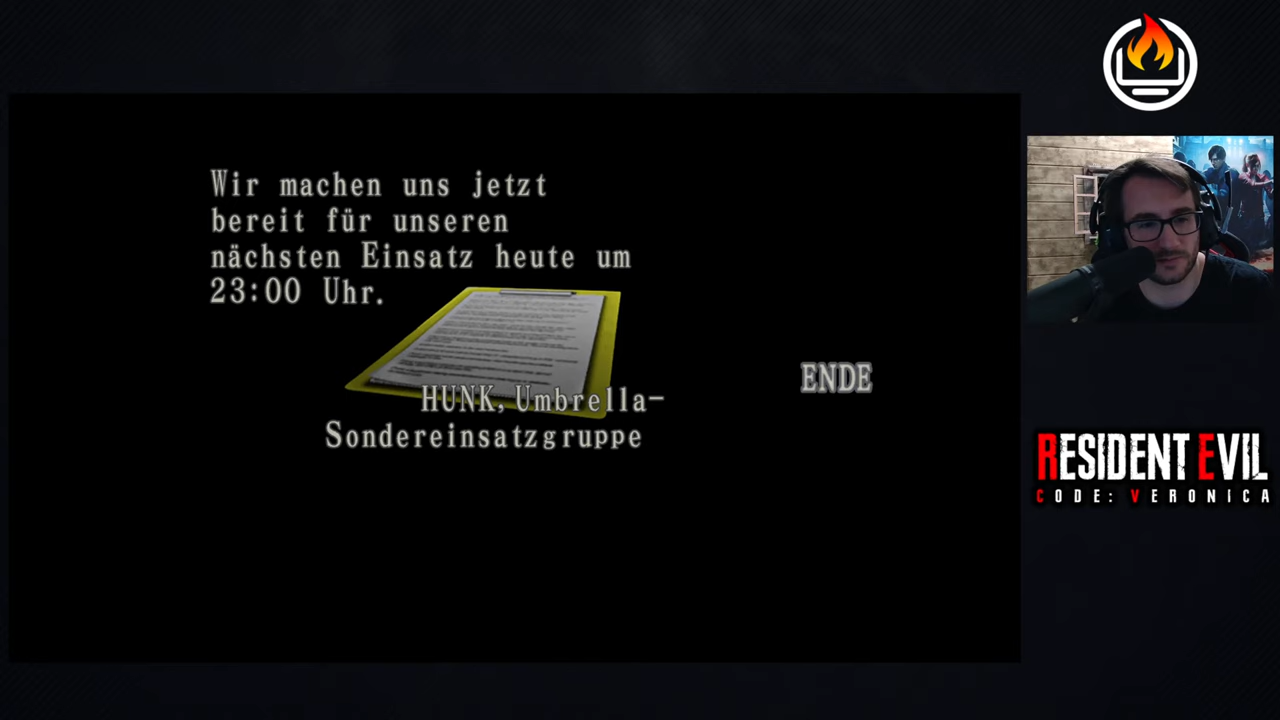 Wir machen uns jetzt
bereit für unseren
nächsten Einsatz heute um
23:00 Uhr.
HUNK, Umbrella-
Sondereinsatzgruppe
ENDE
RESIDENT EVIL
CODE: VERONICA